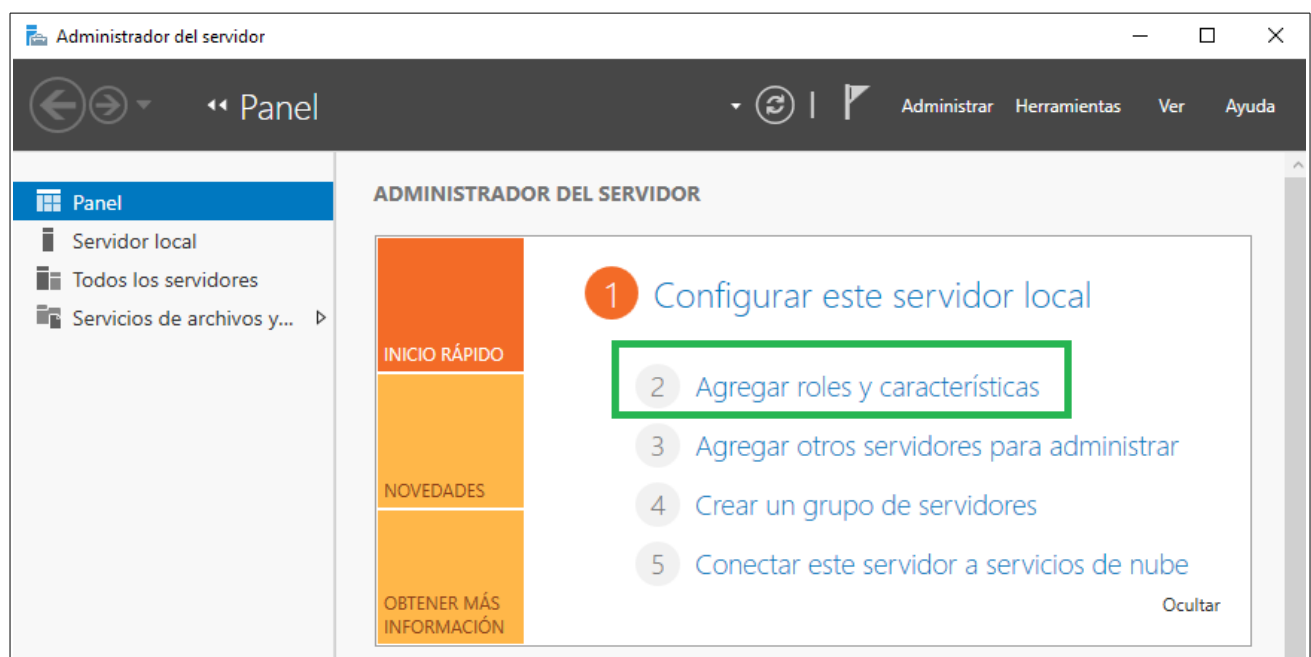 Administrador del servidor
Panel
Administrar Herramientas Ver Ayuda
Panel
Servidor local
Todos los servidores
Servicios de archivos y...
ADMINISTRADOR DEL SERVIDOR
INICIO RÁPIDO
NOVEDADES
OBTENER MÁS
INFORMACIÓN
1 Configurar este servidor local
2 Agregar roles y características
3 Agregar otros servidores para administrar
4 Crear un grupo de servidores
5 Conectar este servidor a servicios de nube
Ocultar